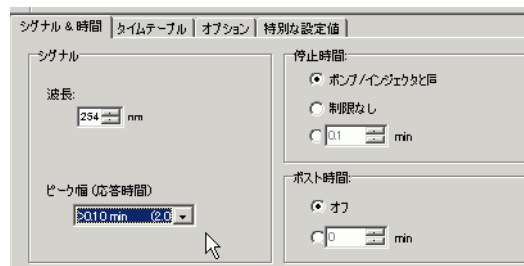 シグナル & 時間 タイムテーブル オプション 特別な設定値
シグナル
波長:
254 nm
ピーク幅 (応答時間)
>0.10 min (2.0
停止時間:
ポンプ/インジェクタと同
制限なし
0.1 min
ポスト時間:
オフ
0 min